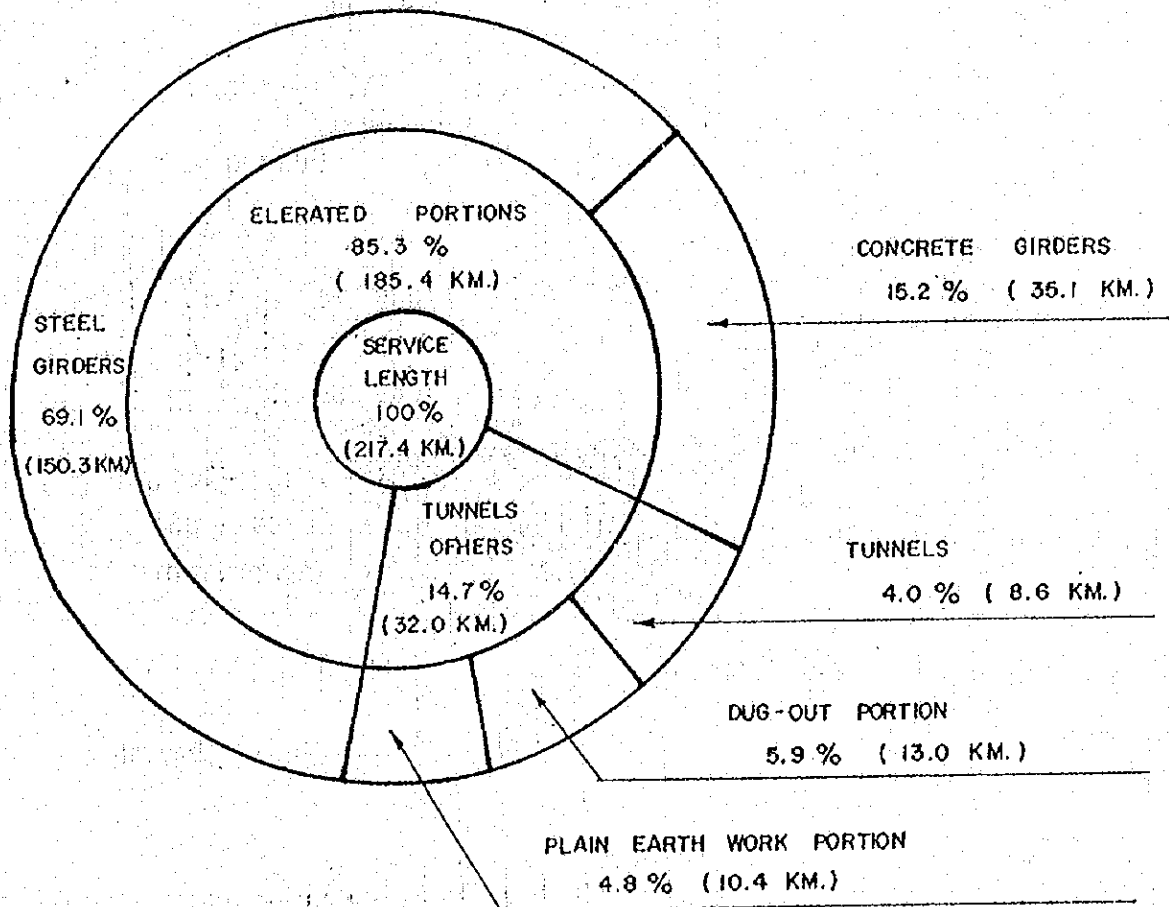 ELERATED PORTIONS
85.3 %
( 185.4 KM.)
CONCRETE GIRDERS
15.2 % ( 35.1 KM.)
STEEL
GIRDERS
69.1 %
(150.3 KM)
SERVICE
LENGTH
100%
(217.4 KM.)
TUNNELS
OFHERS
14.7 %
(32.0 KM.)
TUNNELS
4.0 % ( 8.6 KM.)
DUG-OUT PORTION
5.9 % ( 13.0 KM.)
PLAIN EARTH WORK PORTION
4.8 % (10.4 KM.)